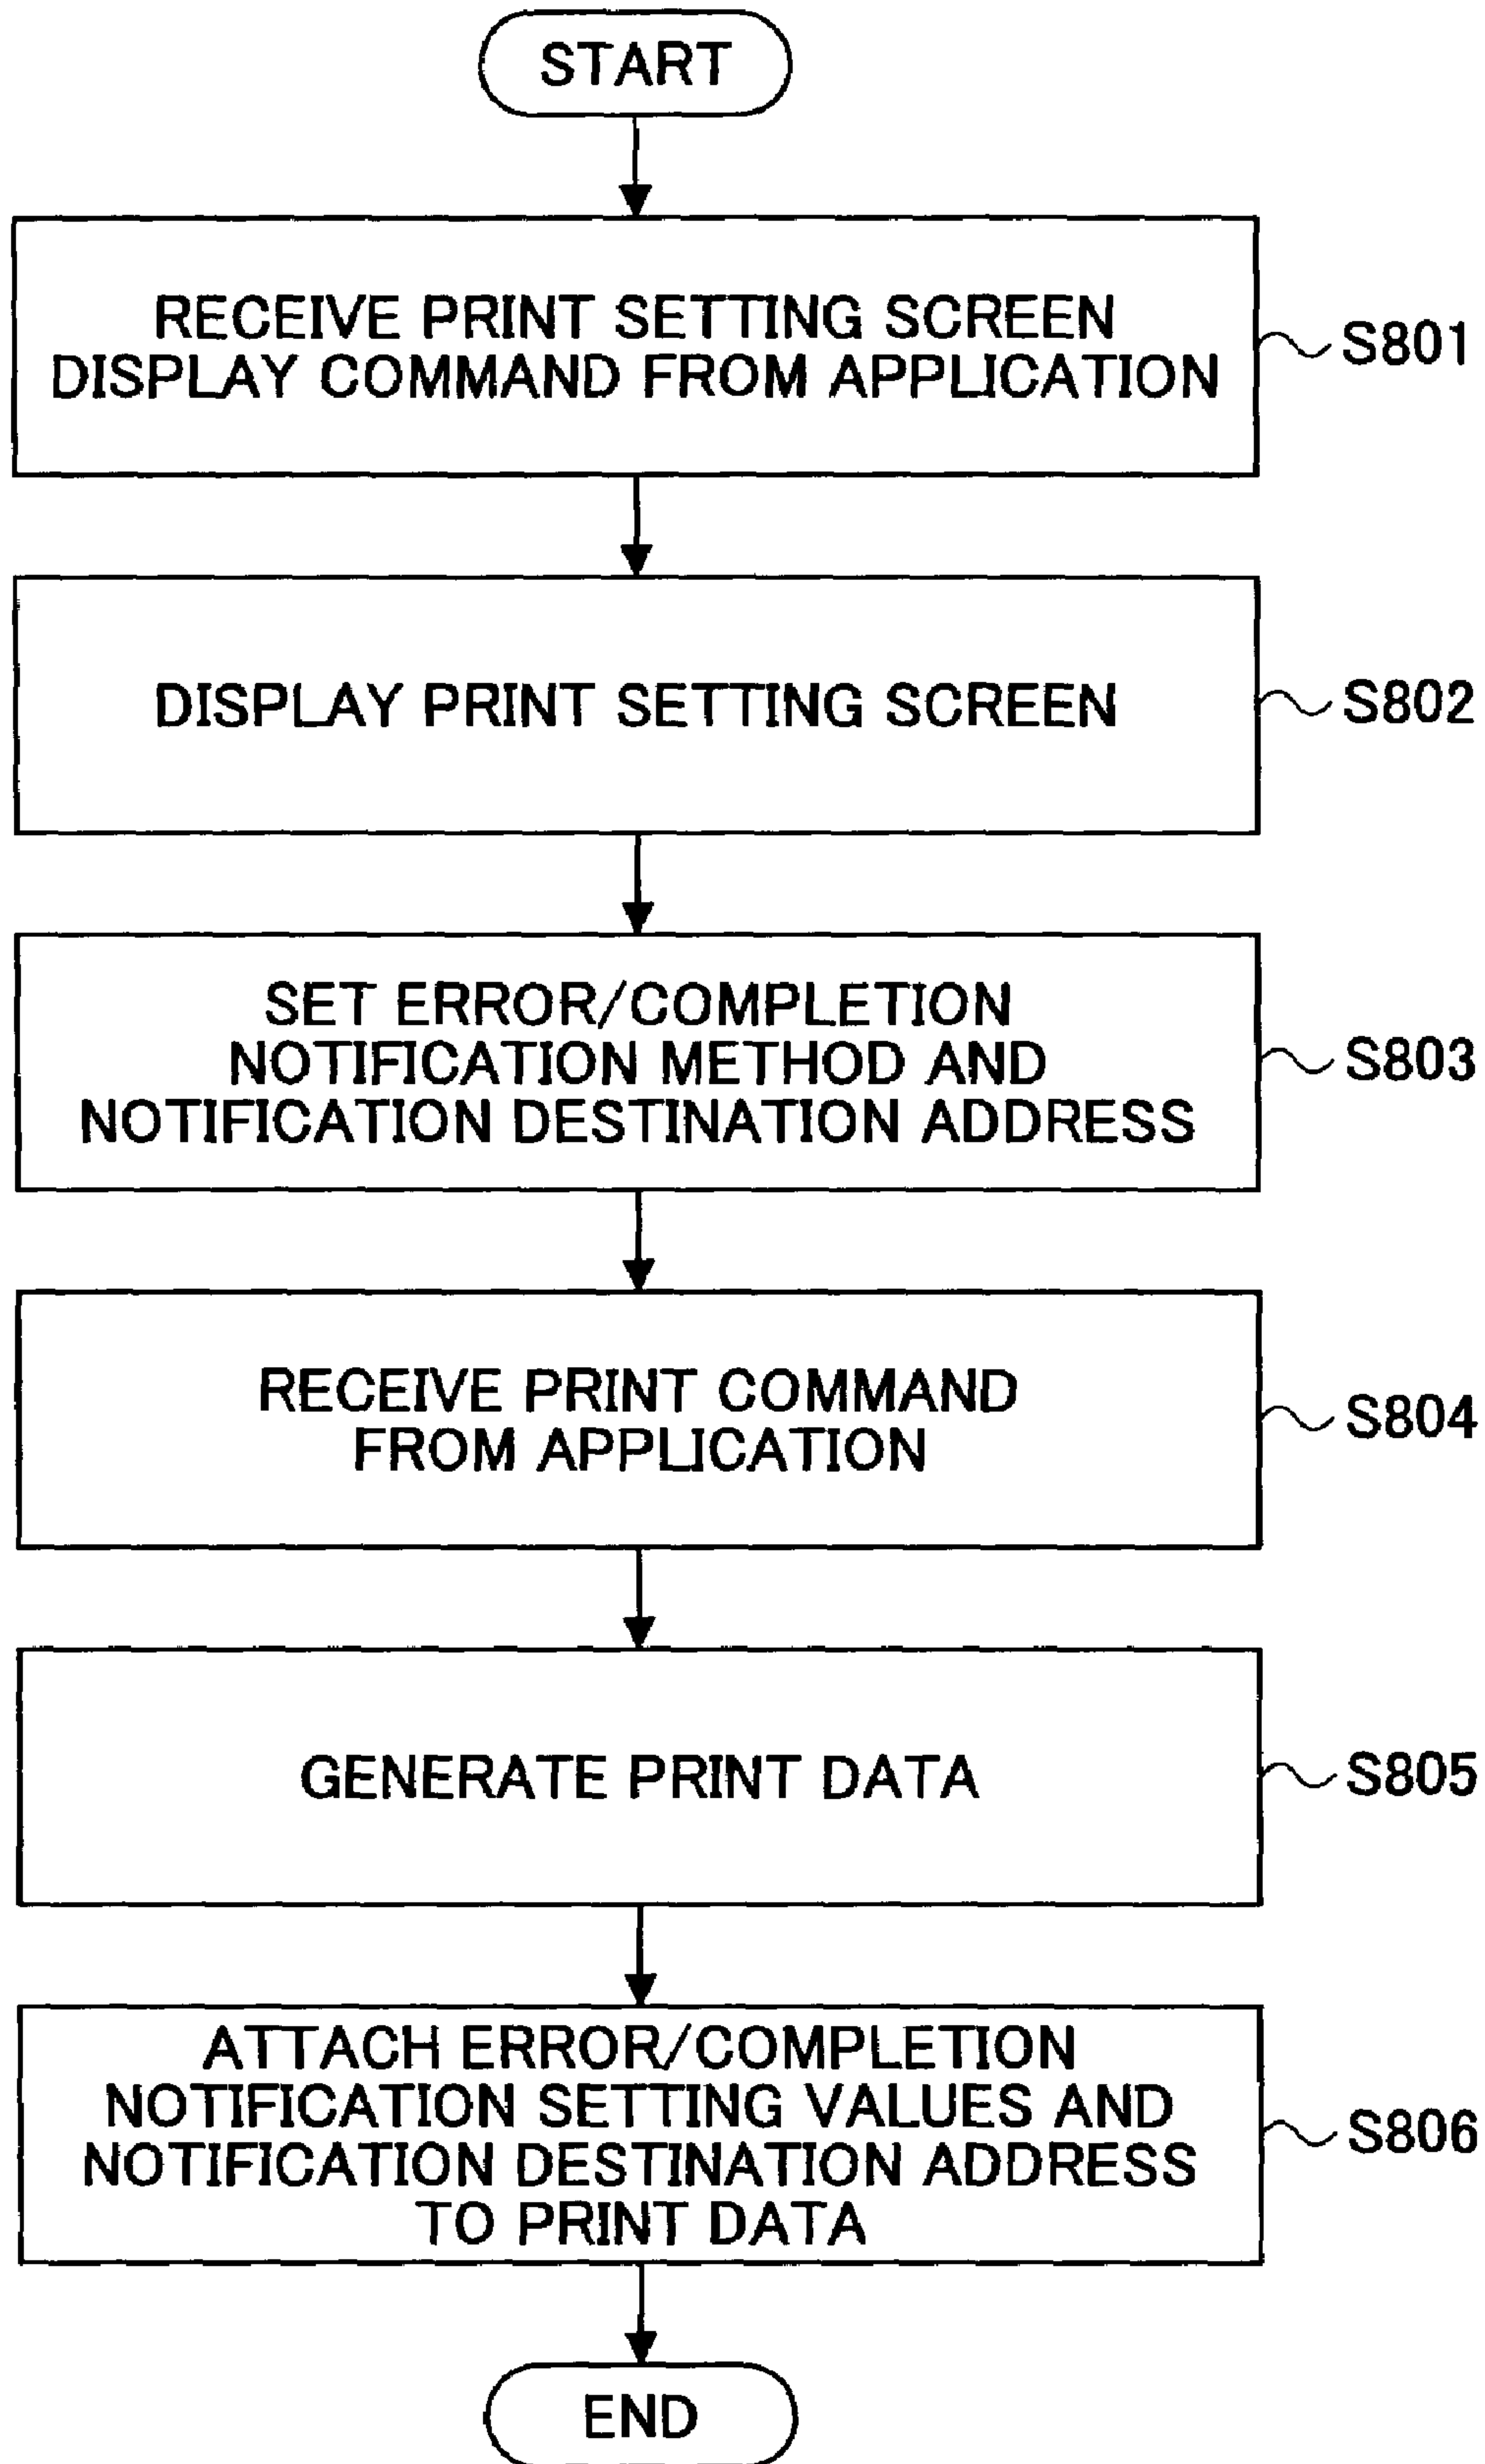 START
RECEIVE PRINT SETTING SCREEN
DISPLAY COMMAND FROM APPLICATION
S801
DISPLAY PRINT SETTING SCREEN
S802
SET ERROR/COMPLETION
NOTIFICATION METHOD AND
NOTIFICATION DESTINATION ADDRESS
S803
RECEIVE PRINT COMMAND
FROM APPLICATION
S804
GENERATE PRINT DATA
S805
ATTACH ERROR/COMPLETION
NOTIFICATION SETTING VALUES AND
NOTIFICATION DESTINATION ADDRESS
TO PRINT DATA
S806
END